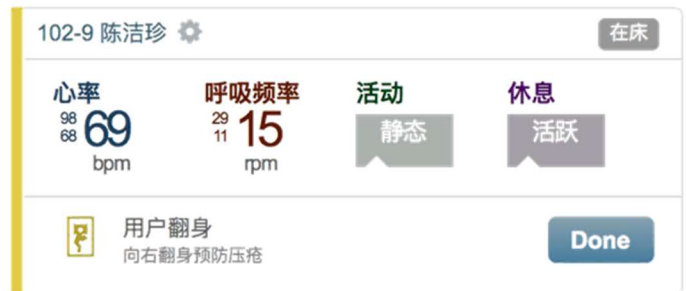 102-9 陈洁珍
在床
心率
呼吸频率
活动
休息
98
68
69
bpm
29
11
15
rpm
静态
活跃
用户翻身
向右翻身预防压疮
Done